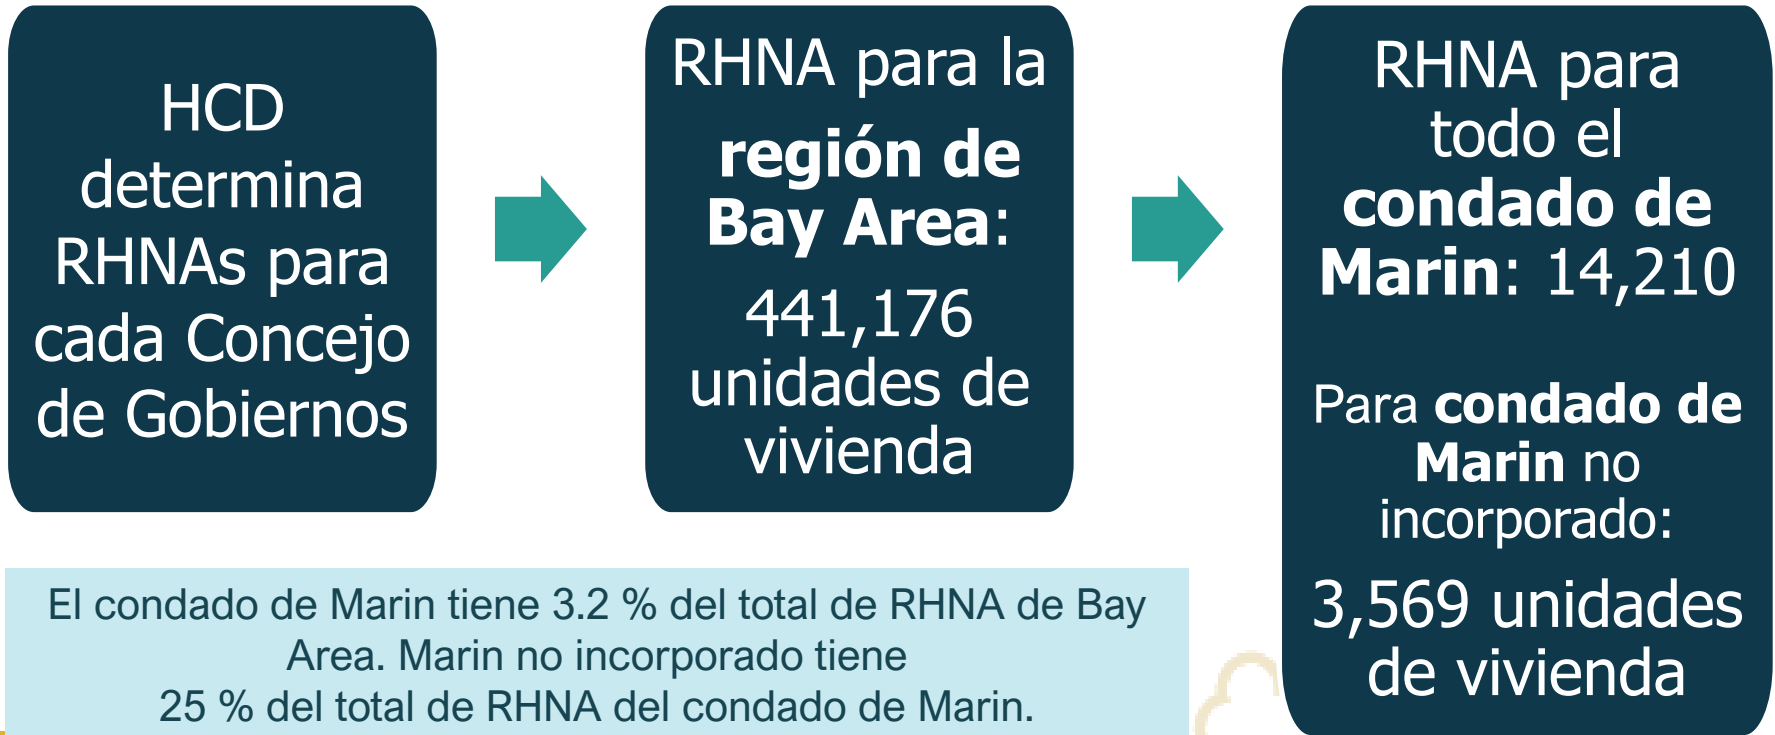 HCD
determina
RHNAs para
cada Concejo
de Gobiernos
RHNA para la
región de
Bay Area:
441,176
unidades de
vivienda
RHNA para
todo el
condado de
Marin: 14,210
Para condado de
Marin no
incorporado:
3,569 unidades
de vivienda
El condado de Marin tiene 3.2 % del total de RHNA de Bay
Area. Marin no incorporado tiene
25 % del total de RHNA del condado de Marin.